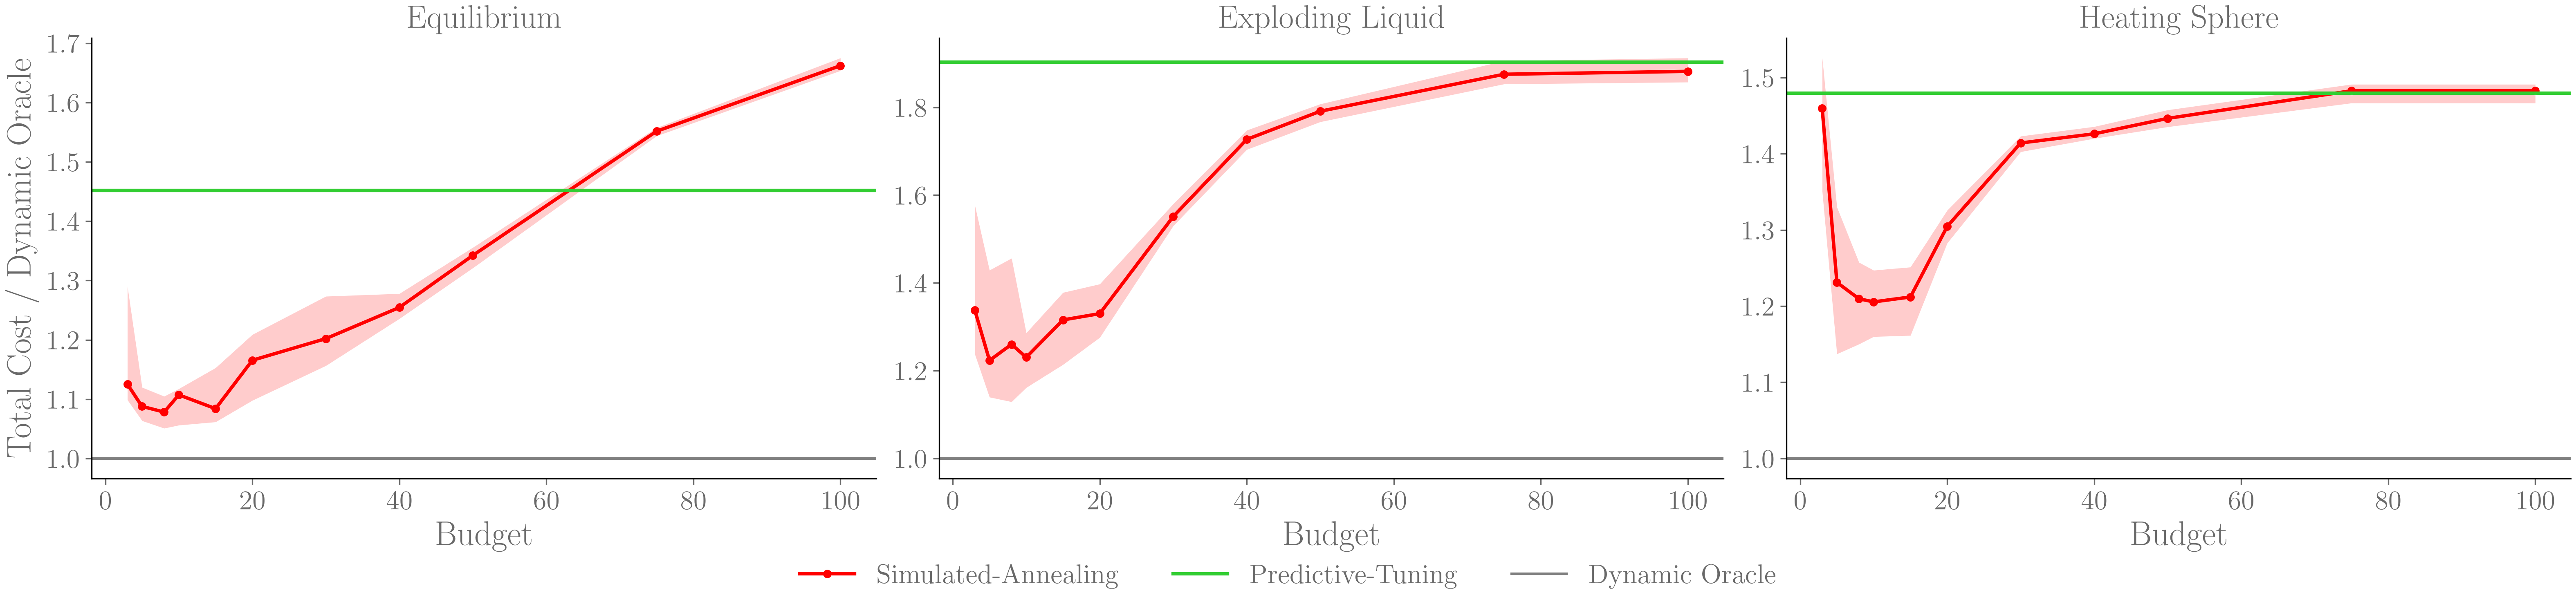 Equilibrium
Exploding Liquid
Heating Sphere
Total Cost / Dynamic Oracle
1.7
1.6
1.5
1.4
1.3
1.2
1.1
1.0
0 20 40 60 80 100
Budget
1.8
1.6
1.4
1.2
1.0
0 20 40 60 80 100
Budget
1.5
1.4
1.3
1.2
1.1
1.0
0 20 40 60 80 100
Budget
Simulated-Annealing Predictive-Tuning Dynamic Oracle